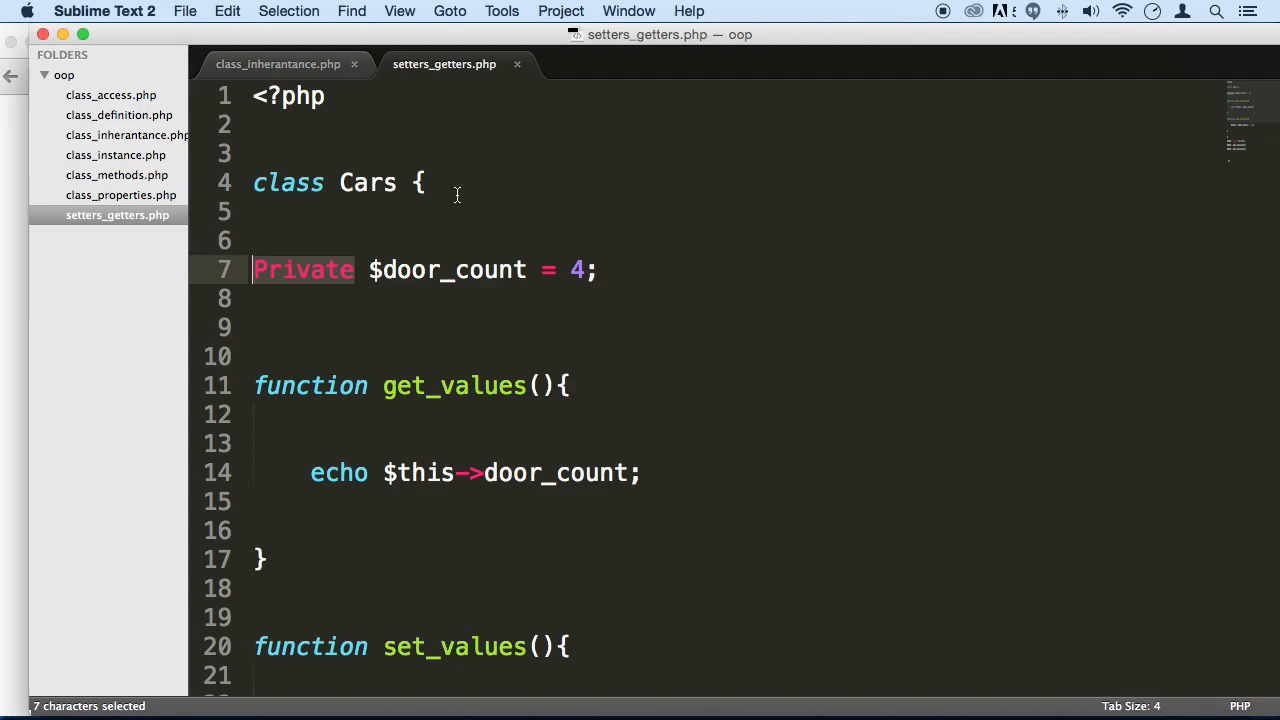 Sublime Text 2 File Edit Selection Find View Goto Tools Project Window Help
setters_getters.php — oop
FOLDERS
oop
class_access.php
class_definition.php
class_inherantance.php
class_instance.php
class_methods.php
class_properties.php
setters_getters.php
class_inherantance.php × setters_getters.php ×
1 <?php
2
3
4 class Cars {
5
6
7 Private $door_count = 4;
8
9
10
11 function get_values(){
12
13
14 echo $this->door_count;
15
16
17 }
18
19
20 function set_values(){
21
7 characters selected Tab Size: 4 PHP